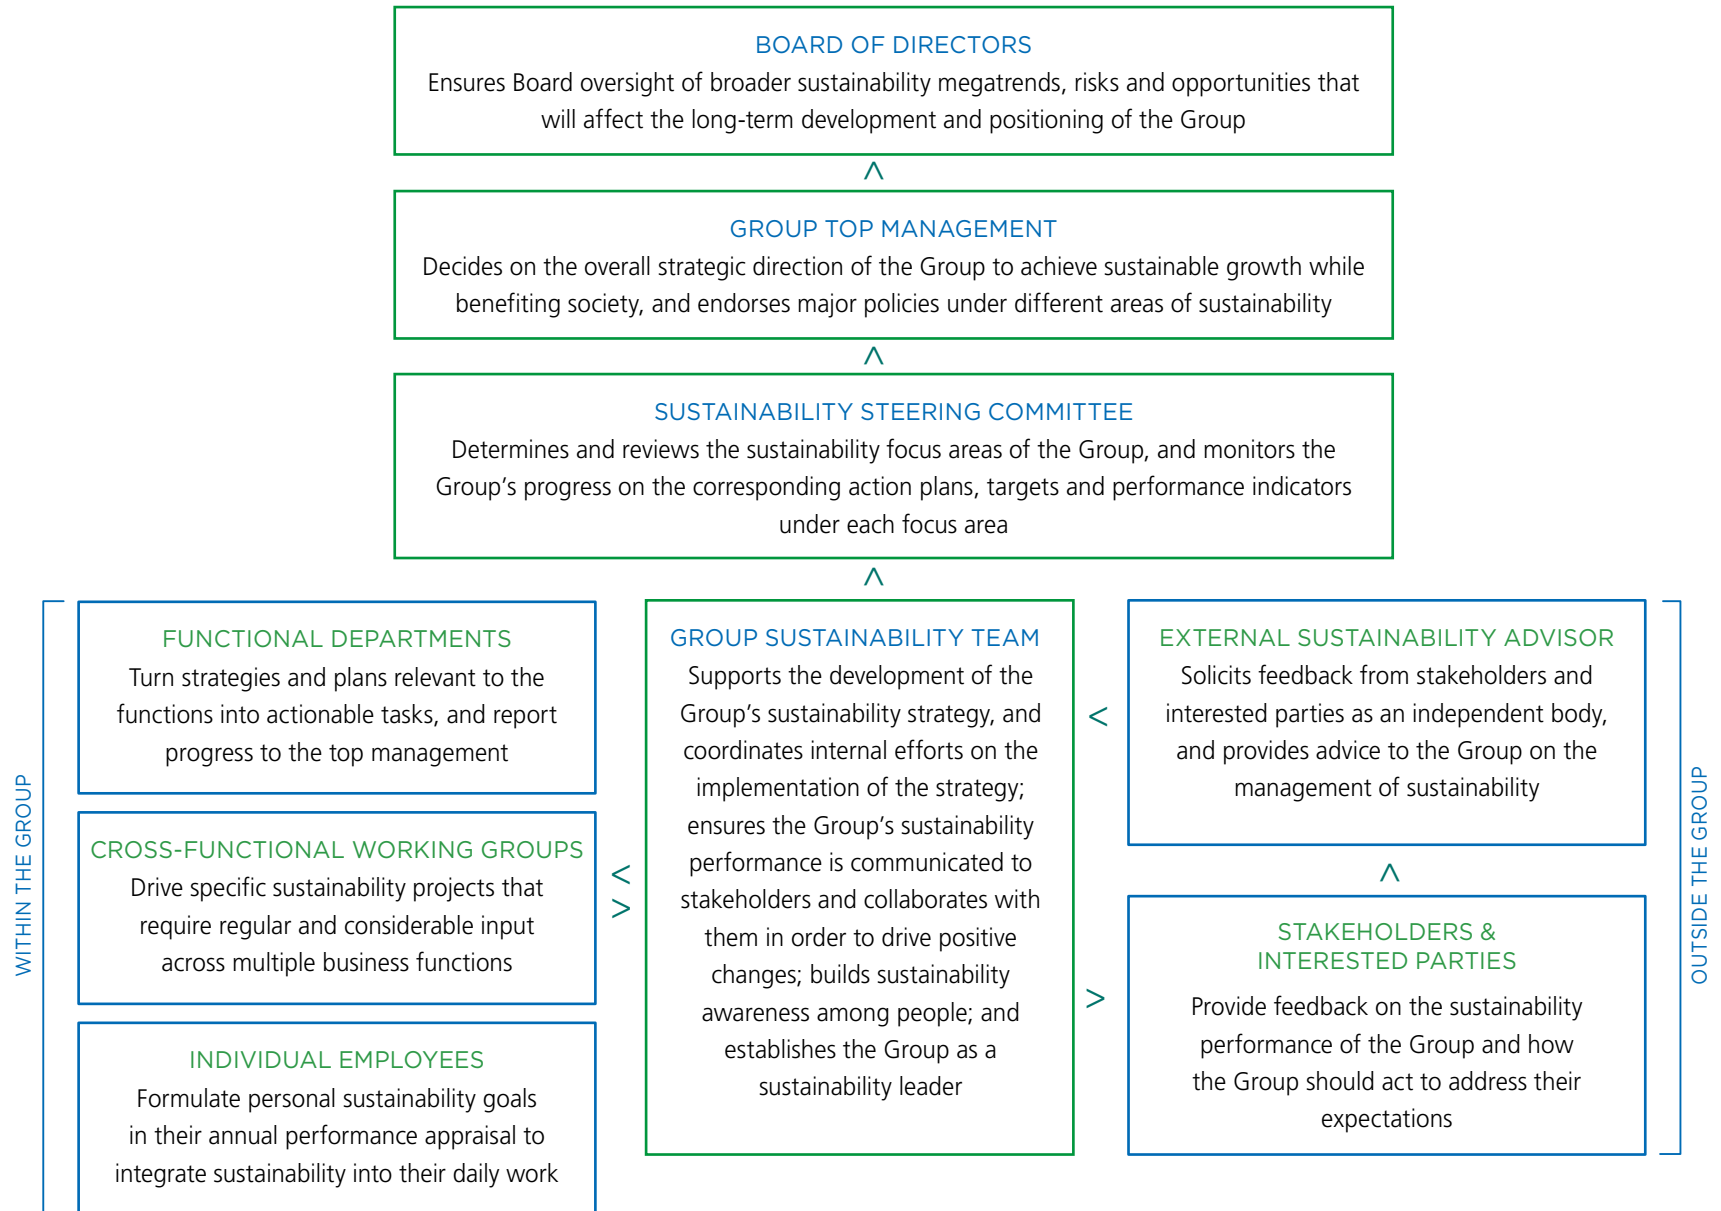 BOARD OF DIRECTORS
Ensures Board oversight of broader sustainability megatrends, risks and opportunities that
will affect the long-term development and positioning of the Group
^
GROUP TOP MANAGEMENT
Decides on the overall strategic direction of the Group to achieve sustainable growth while
benefiting society, and endorses major policies under different areas of sustainability
^
SUSTAINABILITY STEERING COMMITTEE
Determines and reviews the sustainability focus areas of the Group, and monitors the
Group's progress on the corresponding action plans, targets and performance indicators
under each focus area
^
WITHIN THE GROUP
FUNCTIONAL DEPARTMENTS
Turn strategies and plans relevant to the
functions into actionable tasks, and report
progress to the top management
CROSS-FUNCTIONAL WORKING GROUPS
Drive specific sustainability projects that
require regular and considerable input
across multiple business functions
INDIVIDUAL EMPLOYEES
Formulate personal sustainability goals
in their annual performance appraisal to
integrate sustainability into their daily work
<
>
GROUP SUSTAINABILITY TEAM
Supports the development of the
Group's sustainability strategy, and
coordinates internal efforts on the
implementation of the strategy;
ensures the Group's sustainability
performance is communicated to
stakeholders and collaborates with
them in order to drive positive
changes; builds sustainability
awareness among people; and
establishes the Group as a
sustainability leader
<
>
EXTERNAL SUSTAINABILITY ADVISOR
Solicits feedback from stakeholders and
interested parties as an independent body,
and provides advice to the Group on the
management of sustainability
^
STAKEHOLDERS &
INTERESTED PARTIES
Provide feedback on the sustainability
performance of the Group and how
the Group should act to address their
expectations
OUTSIDE THE GROUP